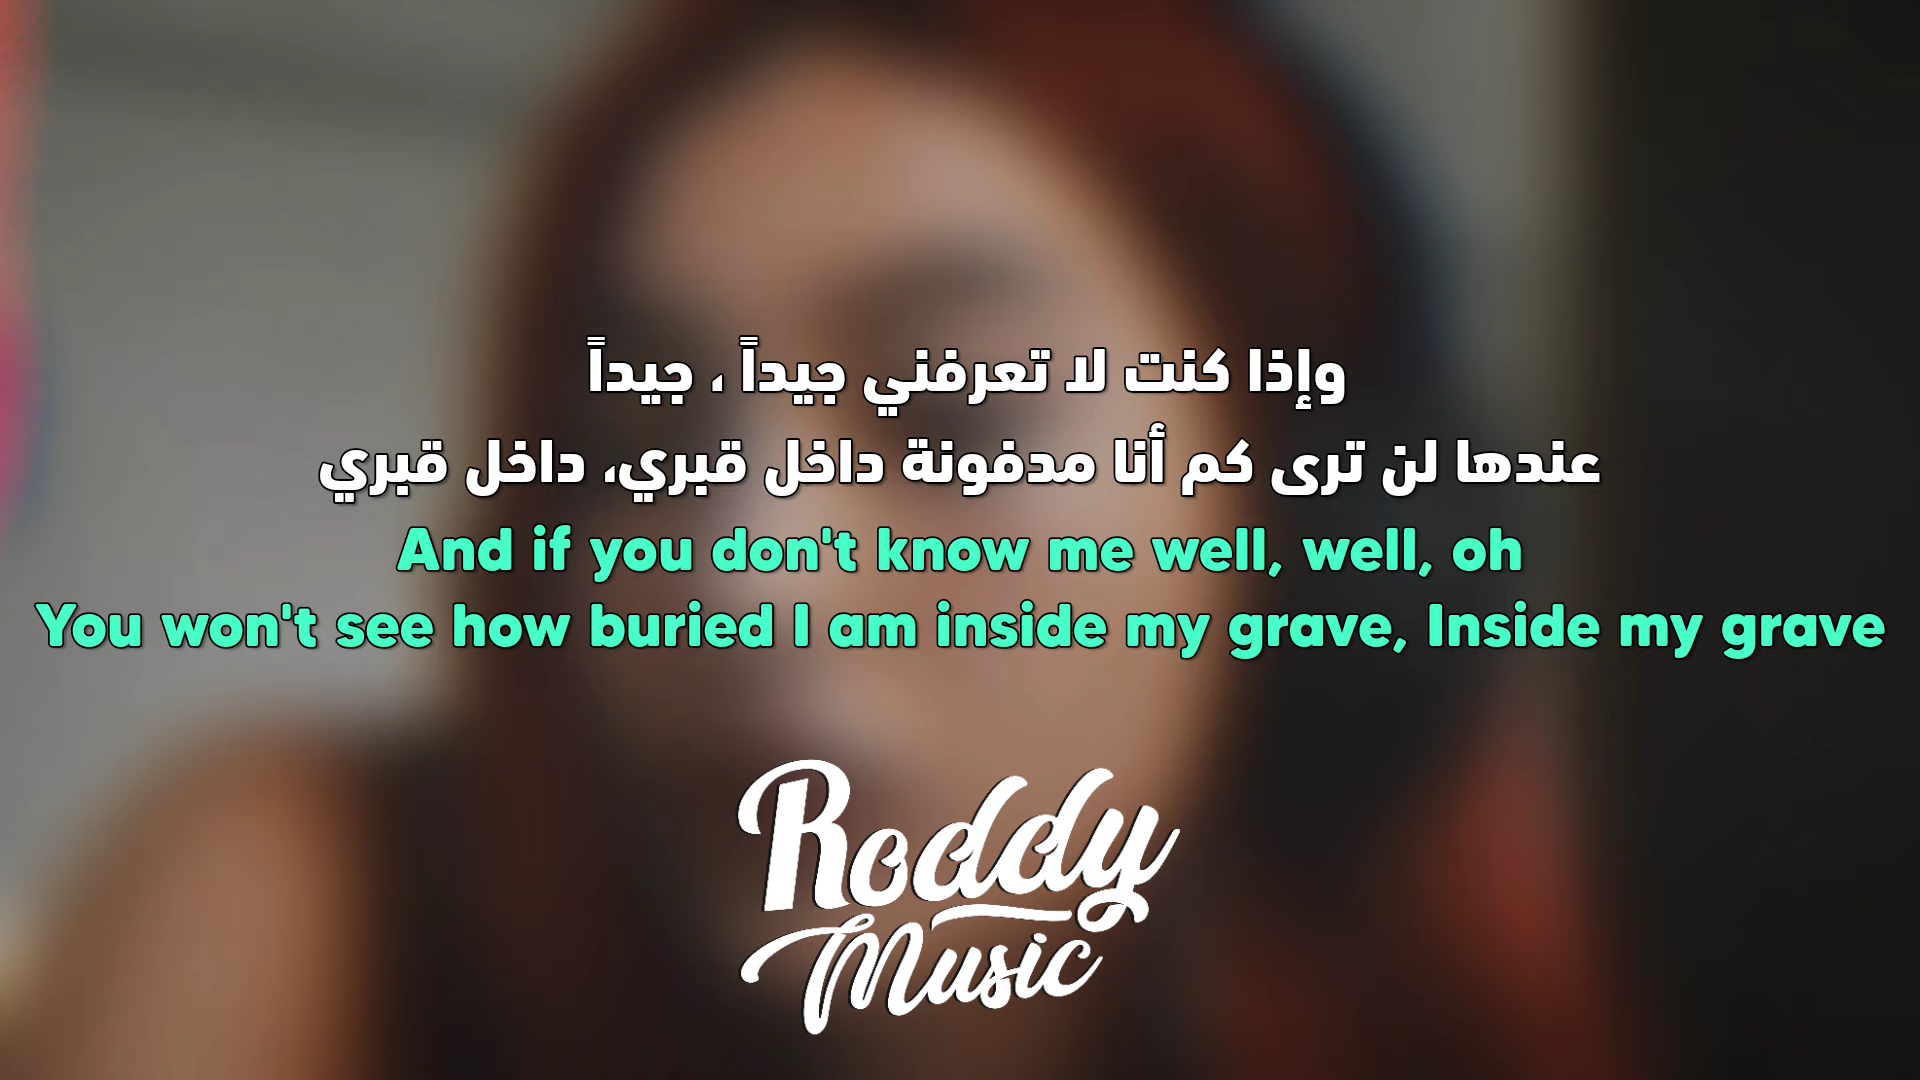 وإذا كنت لا تعرفني جيداً ، جيداً
عندها لن ترى كم أنا مدفونة داخل قبري، داخل قبري
And if you don't know me well, well, oh
You won't see how buried I am inside my grave, Inside my grave
Roddy
Music